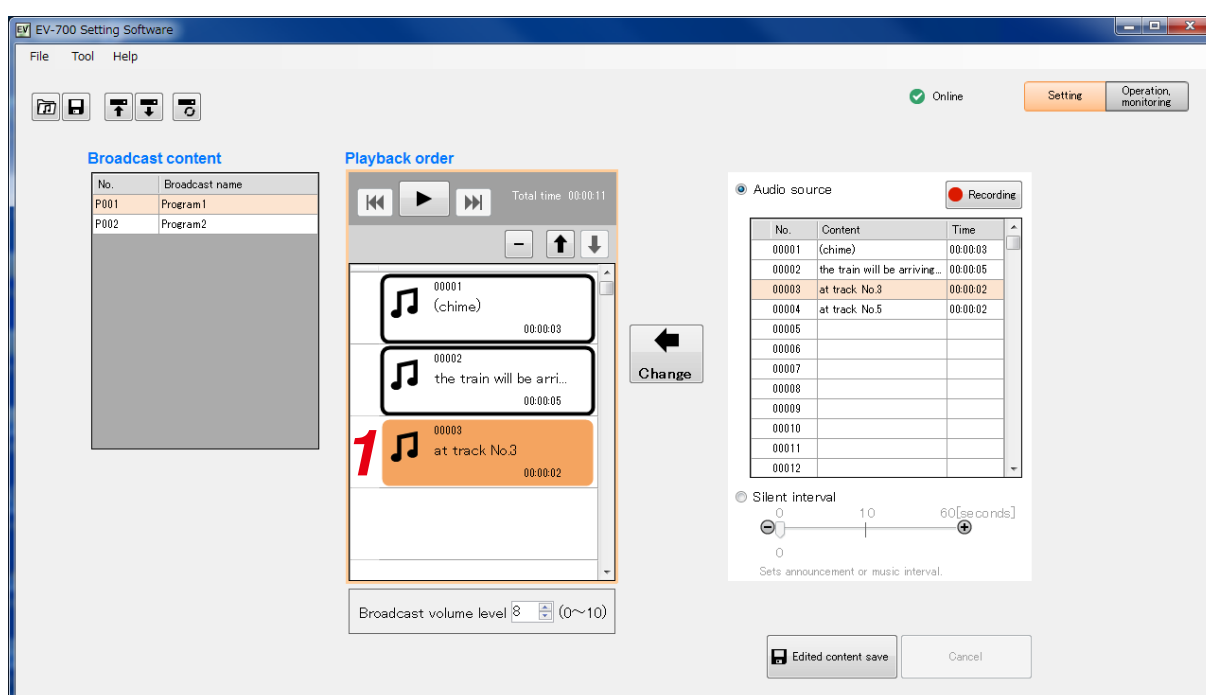 EV EV-700 Setting Software
File Tool Help
Online
Setting
Operation,
monitoring
Broadcast content
No. Broadcast name
P001 Program1
P002 Program2
Playback order
Total time 00:00:11
00001
(chime)
00:00:03
00002
the train will be arri...
00:00:05
1
00003
at track No.3
00:00:02
Broadcast volume level 8 (0~10)
Change
Audio source
Recording
No. Content Time
00001 (chime) 00:00:03
00002 the train will be arriving... 00:00:05
00003 at track No.3 00:00:02
00004 at track No.5 00:00:02
00005
00006
00007
00008
00009
00010
00011
00012
Silent interval
0 10 60[seconds]
0
Sets announcement or music interval.
Edited content save
Cancel